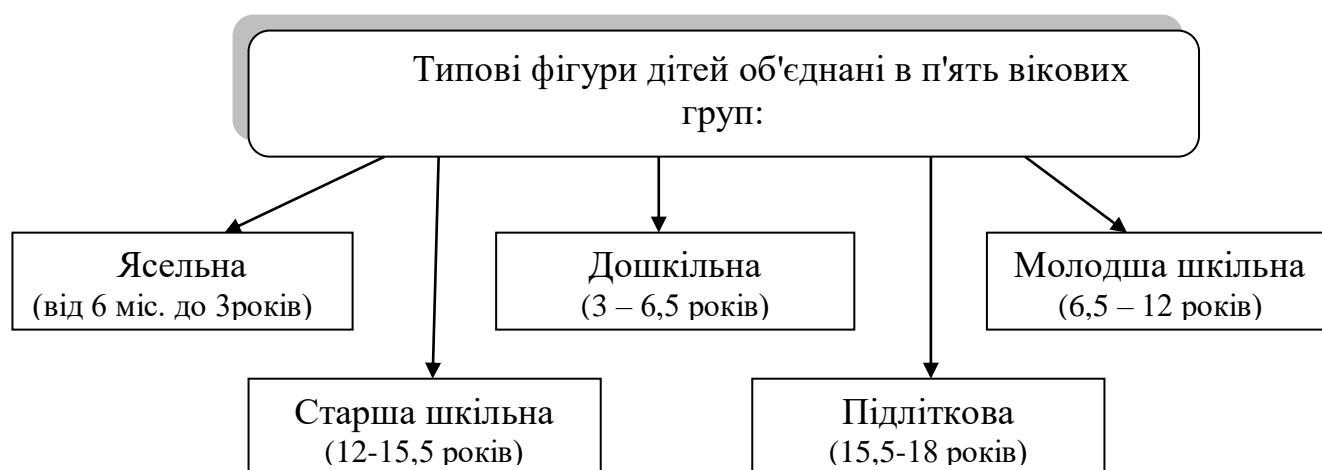 Типові фігури дітей об'єднані в п'ять вікових
груп:
Ясельна
(від 6 міс. до 3років)
Дошкільна
(3 – 6,5 років)
Молодша шкільна
(6,5 – 12 років)
Старша шкільна
(12-15,5 років)
Підліткова
(15,5-18 років)